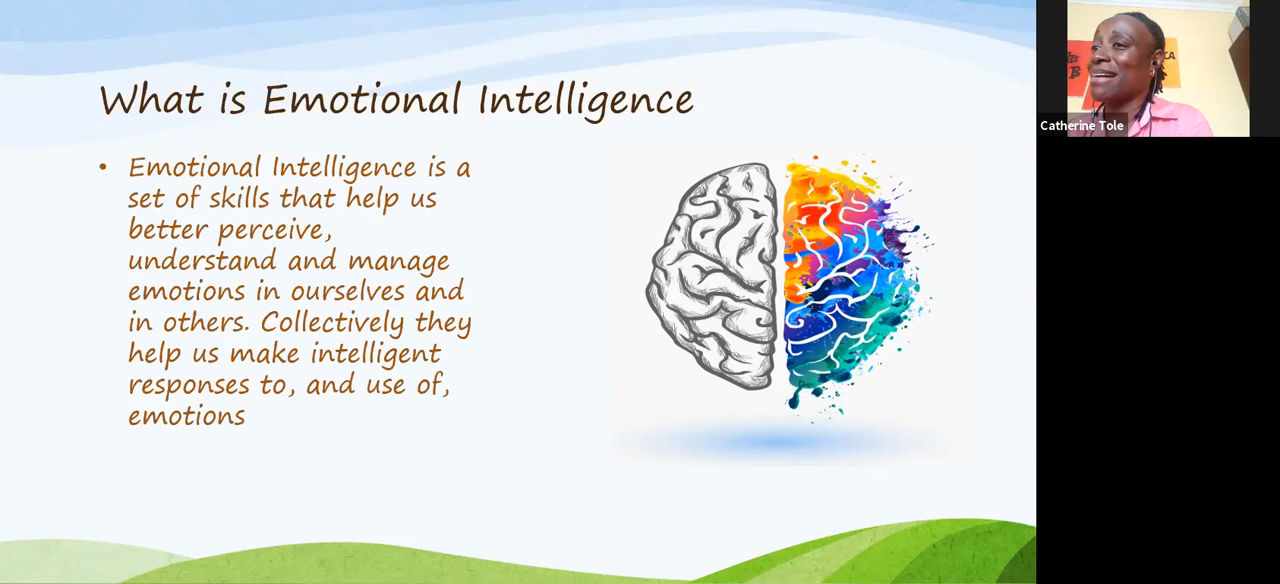 What is Emotional Intelligence
• Emotional Intelligence is a
set of skills that help us
better perceive,
understand and manage
emotions in ourselves and
in others. Collectively they
help us make intelligent
responses to, and use of,
emotions
Catherine Tole